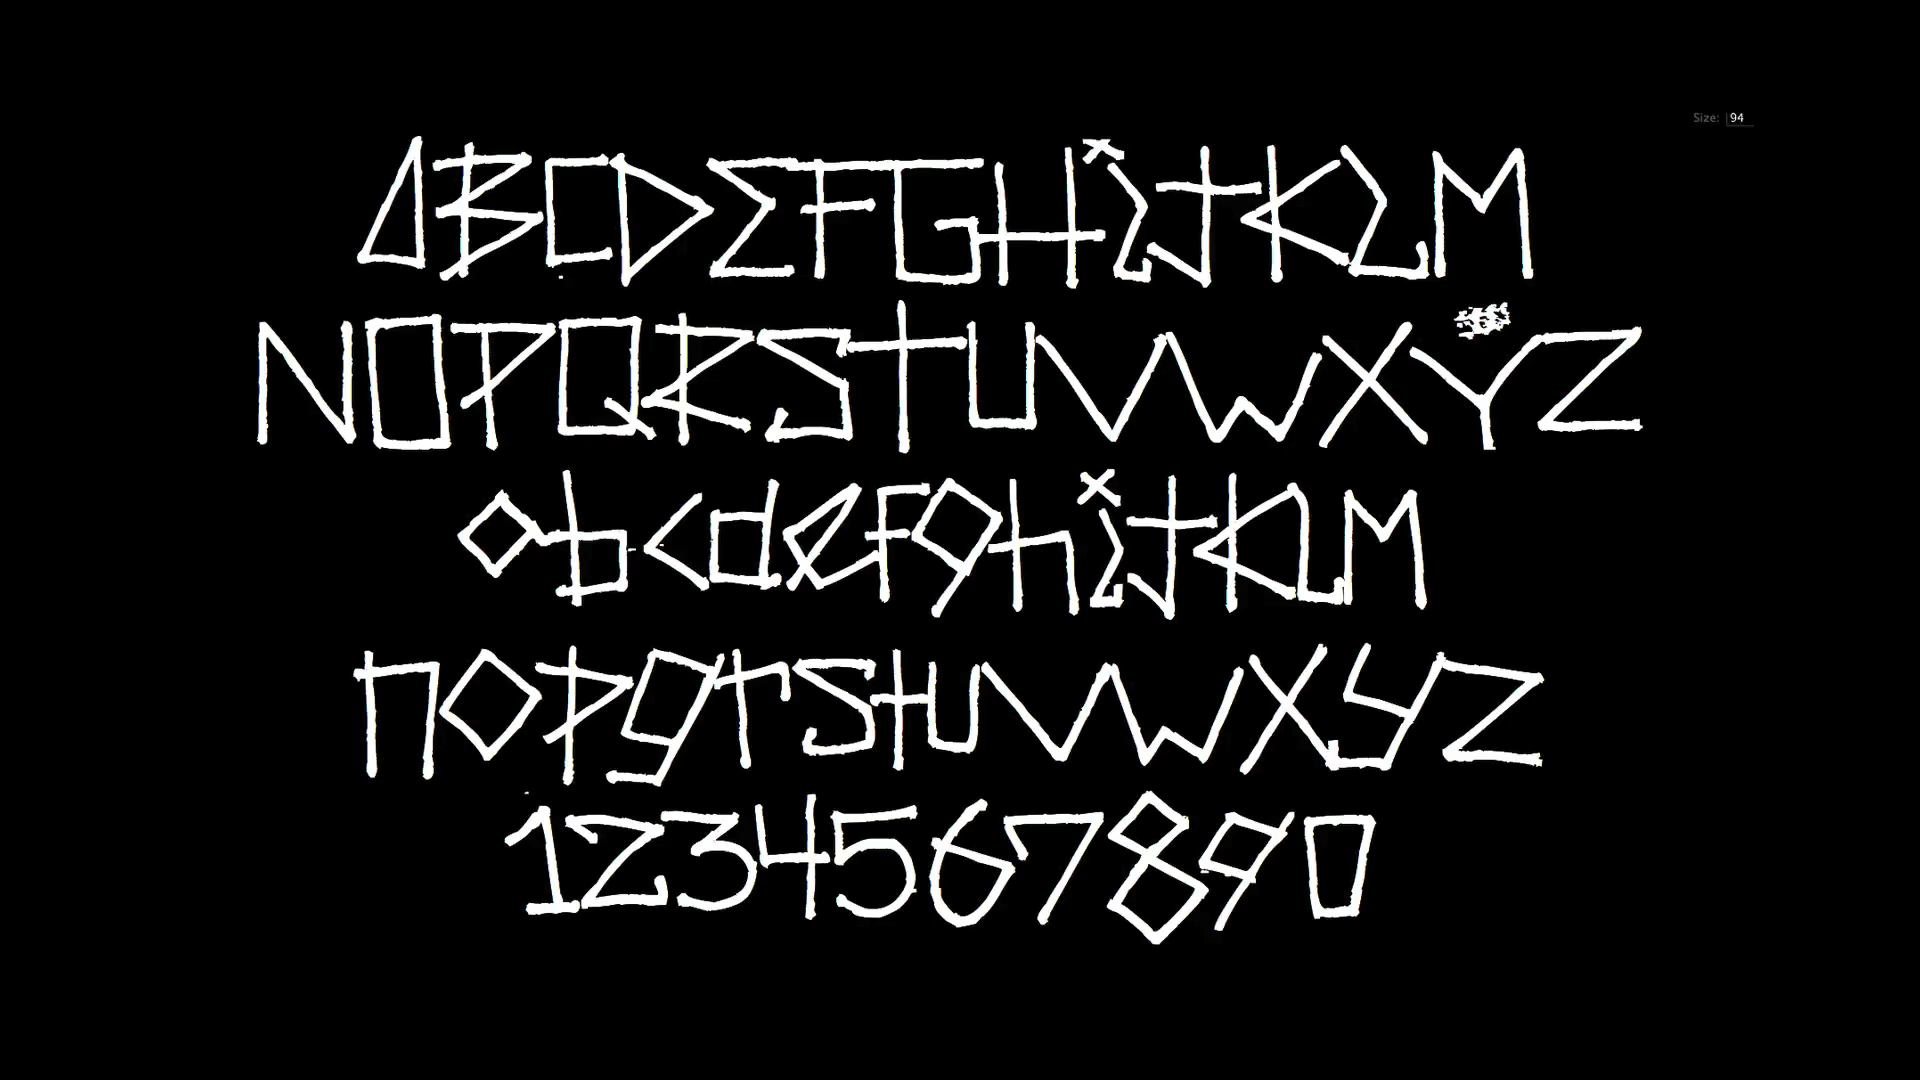 Size: 94
ABCDEFGHiJKLM
NOPQRSTUVWXYZ
abcdefghijklm
nopqrstuvwxyz
1234567890